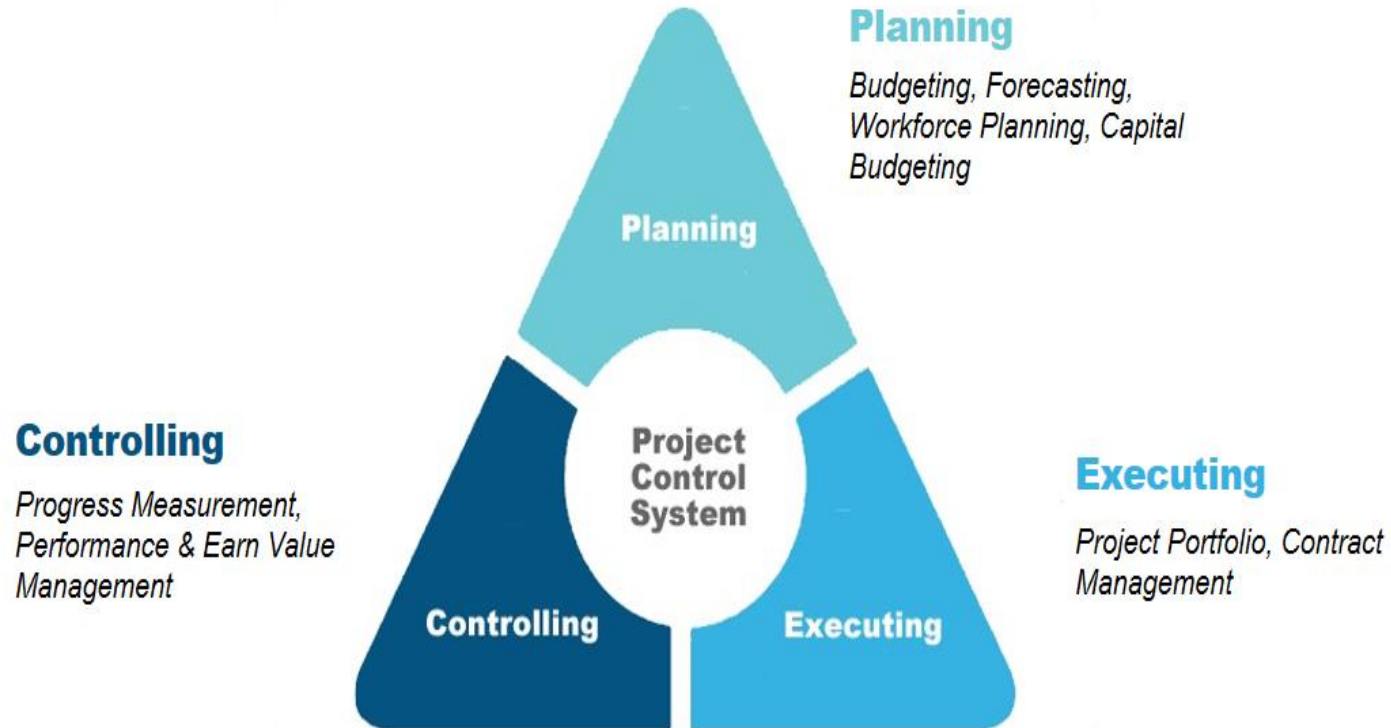 Planning
Budgeting, Forecasting,
Workforce Planning, Capital
Budgeting
Planning
Controlling
Progress Measurement,
Performance & Earn Value
Management
Project
Control
System
Executing
Project Portfolio, Contract
Management
Controlling
Executing